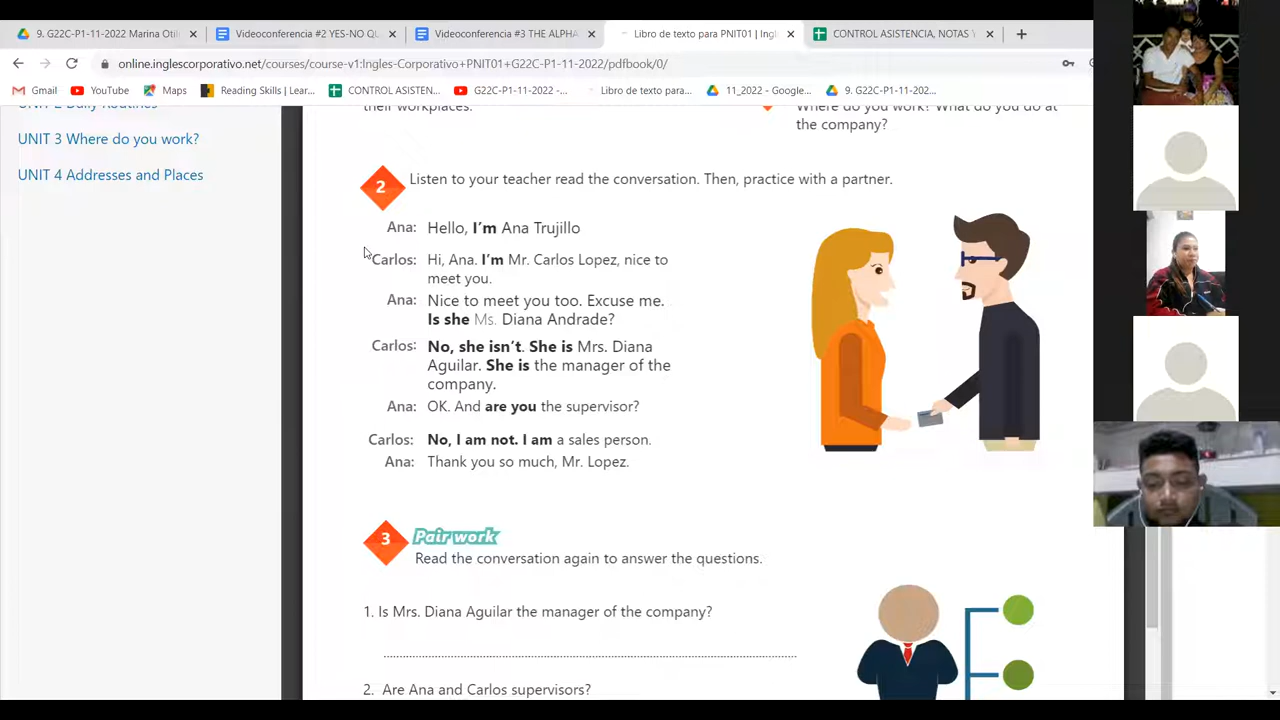 9. G22C-P1-11-2022 Marina Otili
Videoconferencia #2 YES-NO QU
Videoconferencia #3 THE ALPHA
Libro de texto para PNIT01 | Ingl
CONTROL ASISTENCIA, NOTAS Y
online.inglescorporativo.net/courses/course-v1:Ingles-Corporativo+PNIT01+G22C-P1-11-2022/pdfbook/0/
Gmail
YouTube
Maps
Reading Skills | Lear...
CONTROL ASISTEN...
G22C-P1-11-2022 -...
Libro de texto para...
11_2022 - Google...
9. G22C-P1-11-202...
UNIT 2 Daily Routines
UNIT 3 Where do you work?
UNIT 4 Addresses and Places
their workplaces.
Where do you work? What do you do at
the company?
2
Listen to your teacher read the conversation. Then, practice with a partner.
Ana: Hello, I'm Ana Trujillo
Carlos: Hi, Ana. I'm Mr. Carlos Lopez, nice to
meet you.
Ana: Nice to meet you too. Excuse me.
Is she Ms. Diana Andrade?
Carlos: No, she isn't. She is Mrs. Diana
Aguilar. She is the manager of the
company.
Ana: OK. And are you the supervisor?
Carlos: No, I am not. I am a sales person.
Ana: Thank you so much, Mr. Lopez.
3
Pair work
Read the conversation again to answer the questions.
1. Is Mrs. Diana Aguilar the manager of the company?
2. Are Ana and Carlos supervisors?